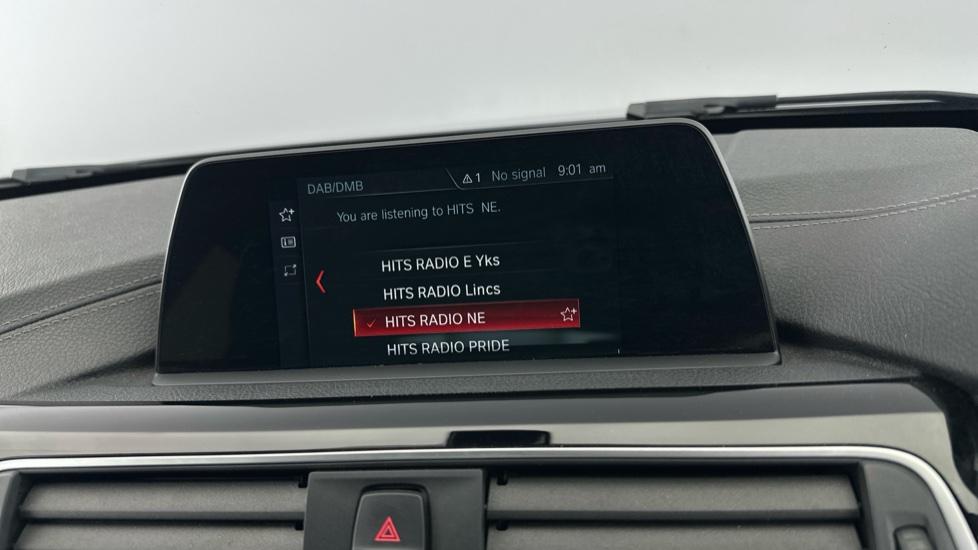 DAB/DMB 1 No signal 9:01 am
You are listening to HITS NE.
HITS RADIO E Yks
HITS RADIO Lincs
HITS RADIO NE
HITS RADIO PRIDE